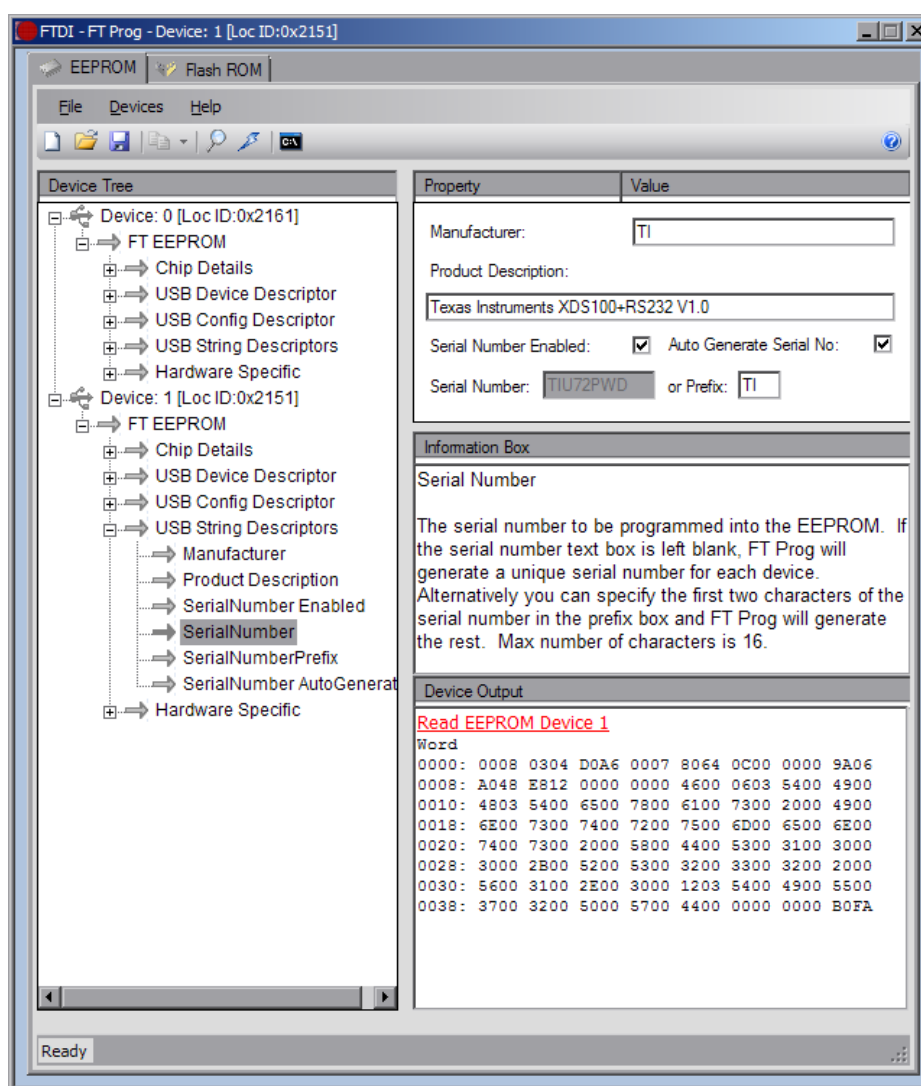 FTDI - FT Prog - Device: 1 [Loc ID:0x2151]
EEPROM Flash ROM
File Devices Help
C:\
Device Tree
Device: 0 [Loc ID:0x2161]
FT EEPROM
Chip Details
USB Device Descriptor
USB Config Descriptor
USB String Descriptors
Hardware Specific
Device: 1 [Loc ID:0x2151]
FT EEPROM
Chip Details
USB Device Descriptor
USB Config Descriptor
USB String Descriptors
Manufacturer
Product Description
SerialNumber Enabled
SerialNumber
SerialNumberPrefix
SerialNumber AutoGenerat
Hardware Specific
Property Value
Manufacturer: TI
Product Description:
Texas Instruments XDS100+RS232 V1.0
Serial Number Enabled: Auto Generate Serial No:
Serial Number: TIU72PWD or Prefix: TI
Information Box
Serial Number
The serial number to be programmed into the EEPROM. If
the serial number text box is left blank, FT Prog will
generate a unique serial number for each device.
Alternatively you can specify the first two characters of the
serial number in the prefix box and FT Prog will generate
the rest. Max number of characters is 16.
Device Output
Read EEPROM Device 1
Word
0000: 0008 0304 D0A6 0007 8064 0C00 0000 9A06
0008: A048 E812 0000 0000 4600 0603 5400 4900
0010: 4803 5400 6500 7800 6100 7300 2000 4900
0018: 6E00 7300 7400 7200 7500 6D00 6500 6E00
0020: 7400 7300 2000 5800 4400 5300 3100 3000
0028: 3000 2B00 5200 5300 3200 3300 3200 2000
0030: 5600 3100 2E00 3000 1203 5400 4900 5500
0038: 3700 3200 5000 5700 4400 0000 0000 B0FA
Ready